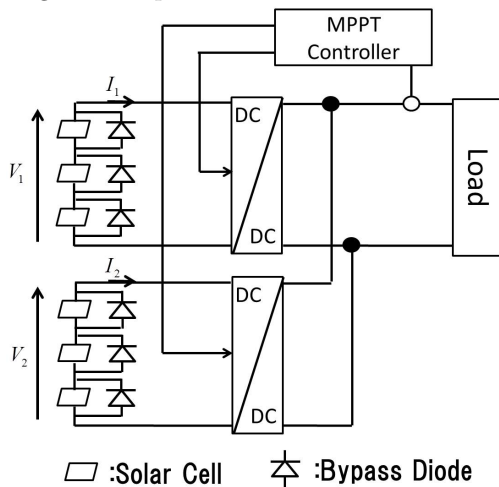 MPPT
Controller
I1
DC
V1
DC
Load
I2
DC
V2
DC
:Solar Cell
:Bypass Diode